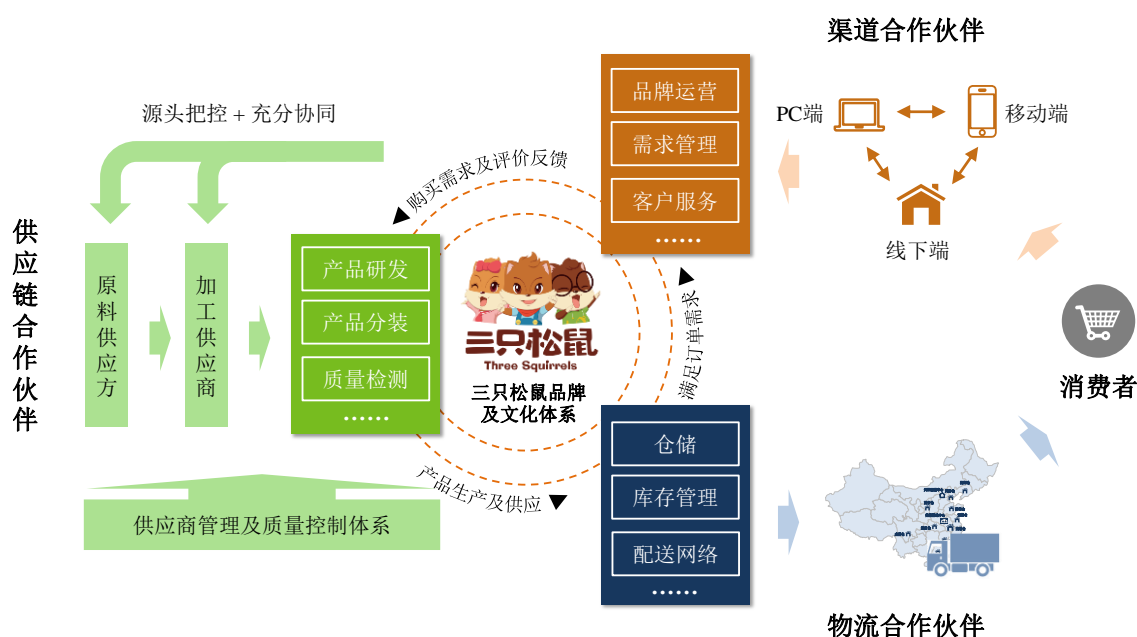 渠道合作伙伴
源头把控 + 充分协同
购买需求及评价反馈
品牌运营
需求管理
客户服务
......
PC端
移动端
线下端
供应链合作伙伴
原料供应方
加工供应商
产品研发
产品分装
质量检测
......
三只松鼠
Three Squirrels
三只松鼠品牌
及文化体系
满足订单需求
消费者
产品生产及供应
供应商管理及质量控制体系
仓储
库存管理
配送网络
......
物流合作伙伴